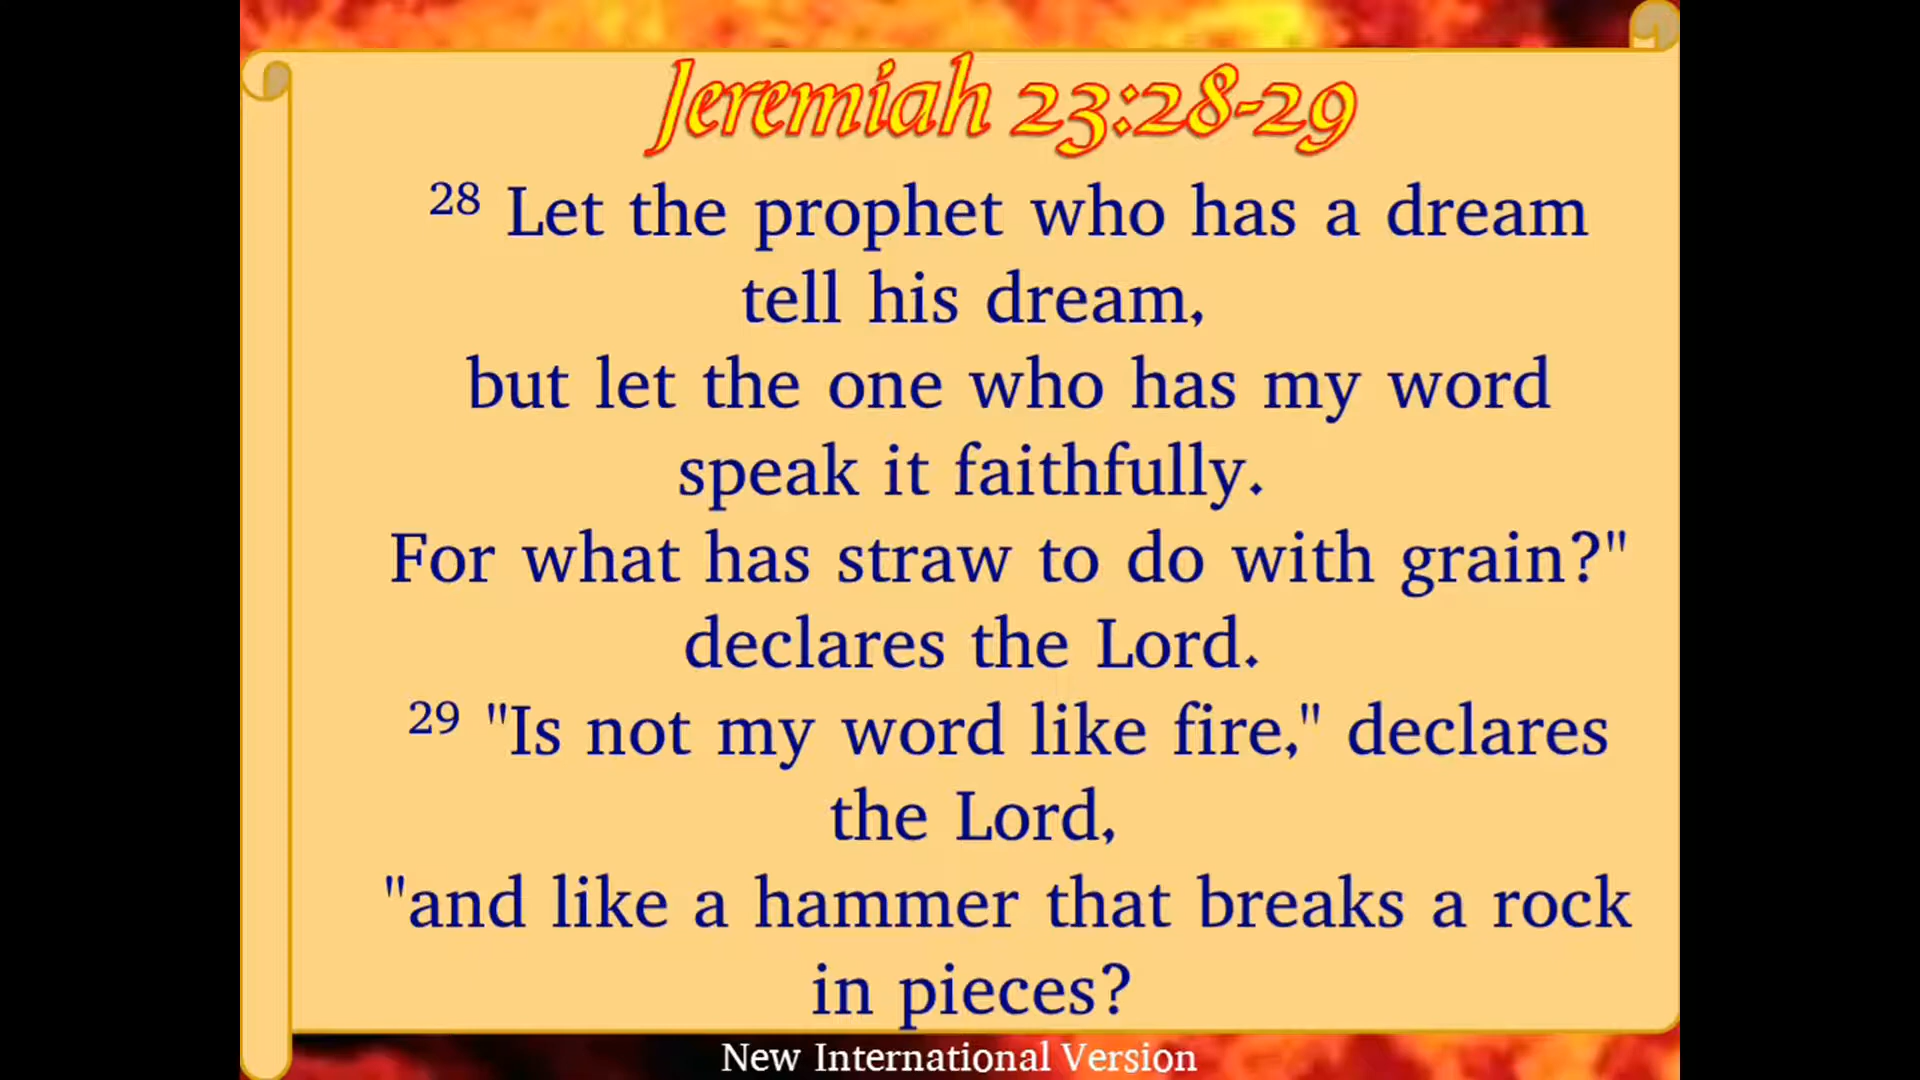 Jeremiah 23:28-29
28 Let the prophet who has a dream
tell his dream,
but let the one who has my word
speak it faithfully.
For what has straw to do with grain?"
declares the Lord.
29 "Is not my word like fire," declares
the Lord,
"and like a hammer that breaks a rock
in pieces?
New International Version